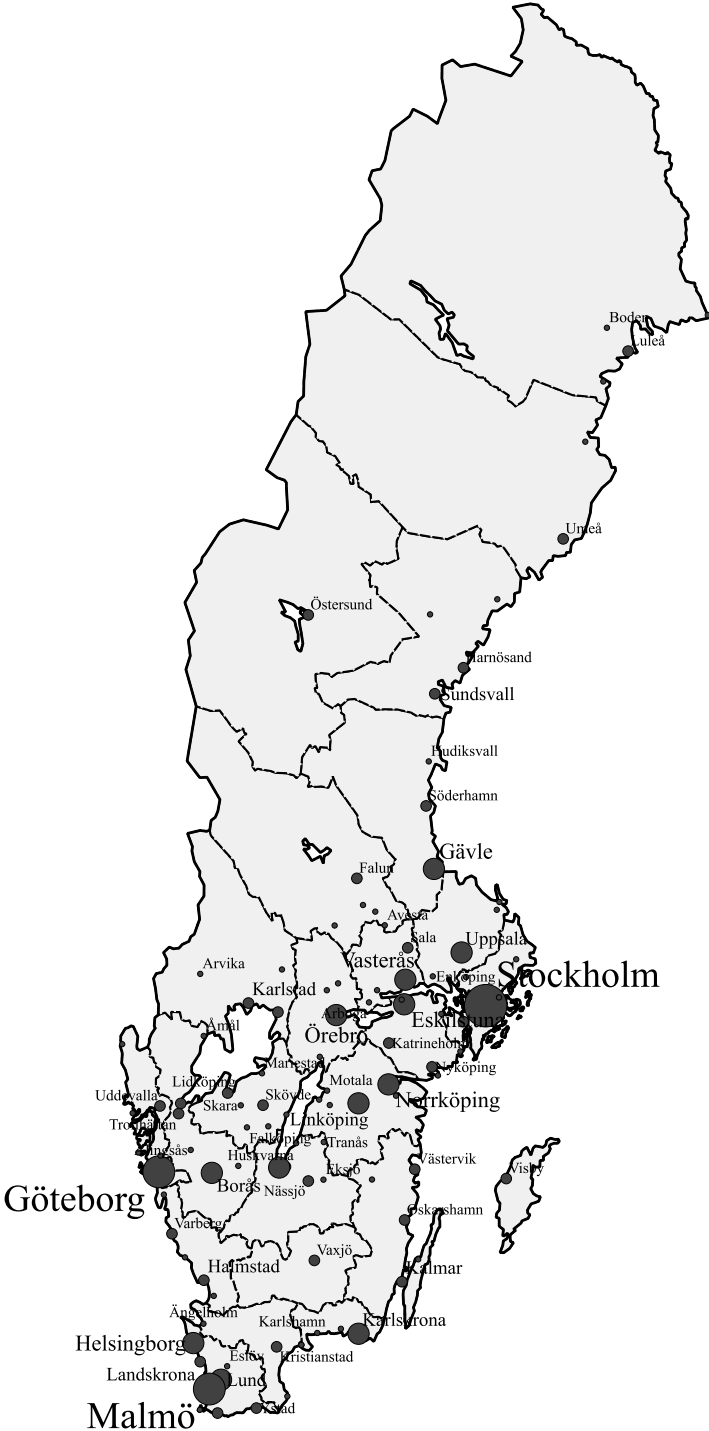 Boden
Luleå
Umeå
Östersund
Harnösand
Sundsvall
Hudiksvall
Söderhamn
Gävle
Falun
Avesta
Sala
Uppsala
Västerås
Arvika
Enköping
Stockholm
Karlstad
Arboga
Eskilstuna
Åmål
Örebro
Katrineholm
Mariestad
Nyköping
Lidköping
Motala
Uddevalla
Skara
Skövde
Norrköping
Trollhättan
Linköping
Falköping
Tranås
Alingsås
Huskvarna
Västervik
Visby
Eksjö
Borås
Nässjö
Göteborg
Oskarshamn
Varberg
Vaxjö
Halmstad
Kalmar
Ängelholm
Karlshamn
Karlskrona
Helsingborg
Eslöv
Kristianstad
Landskrona
Lund
Ystad
Malmö